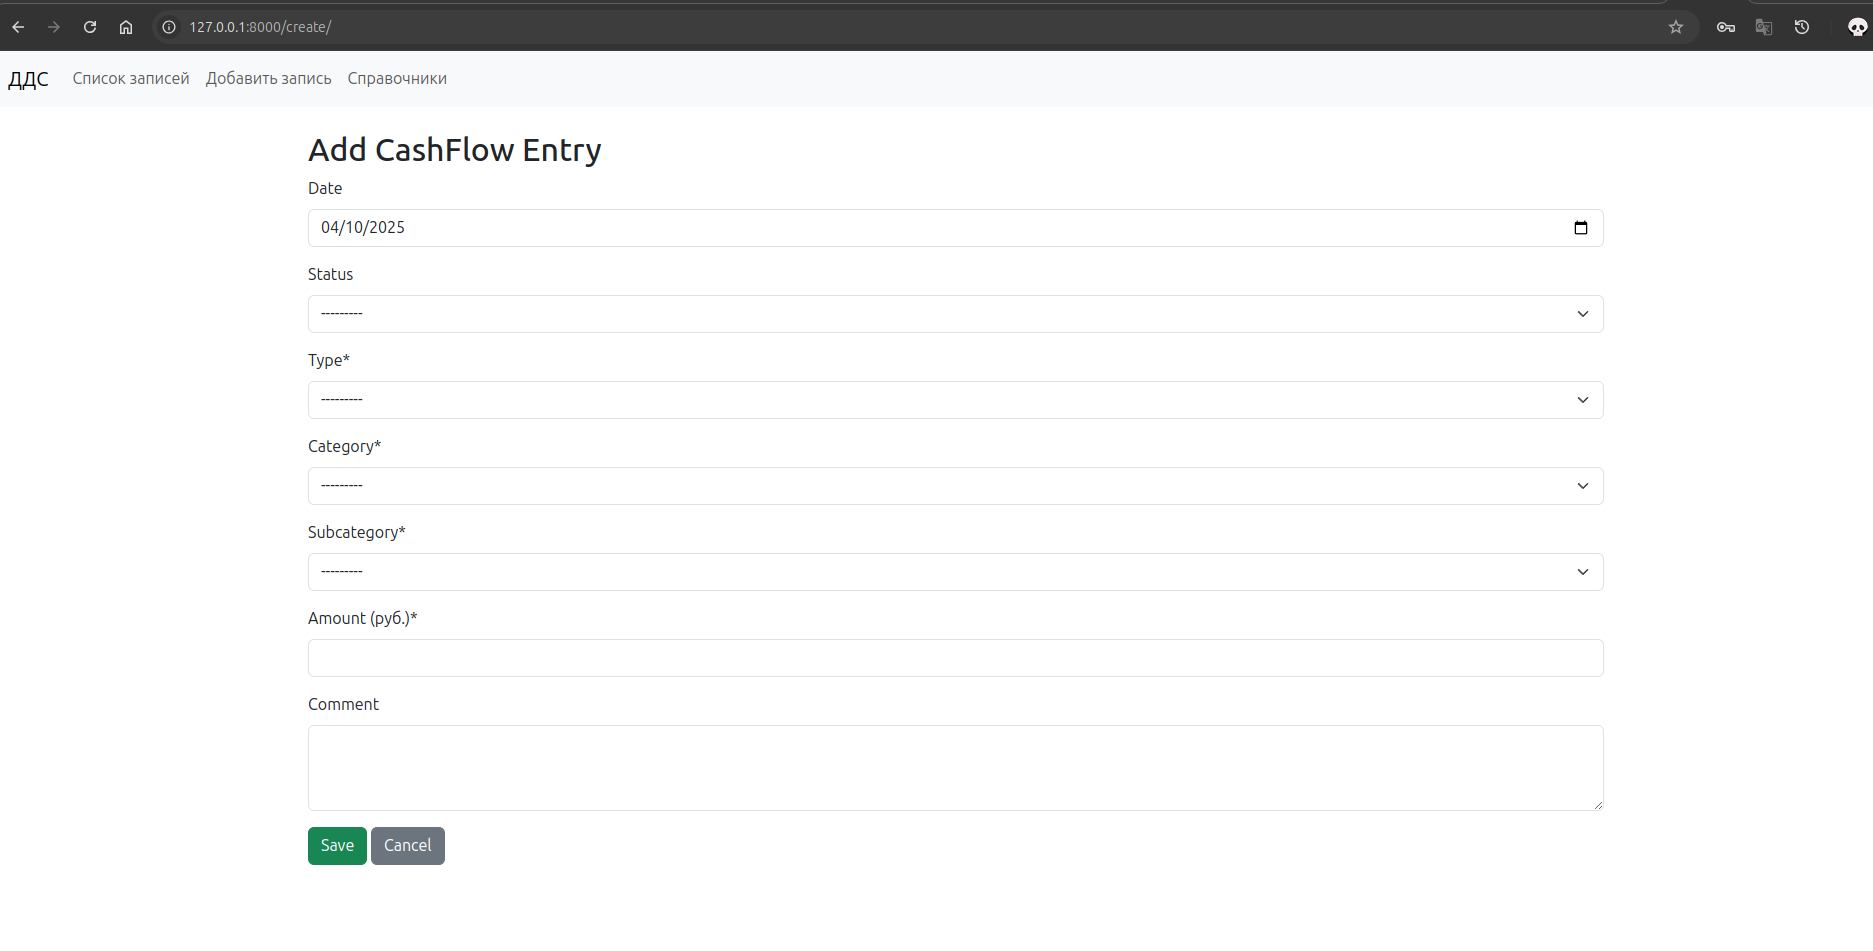 127.0.0.1:8000/create/
ДДС Список записей Добавить запись Справочники
Add CashFlow Entry
Date
04/10/2025
Status
---------
Type*
---------
Category*
---------
Subcategory*
---------
Amount (руб.)*
Comment
Save Cancel